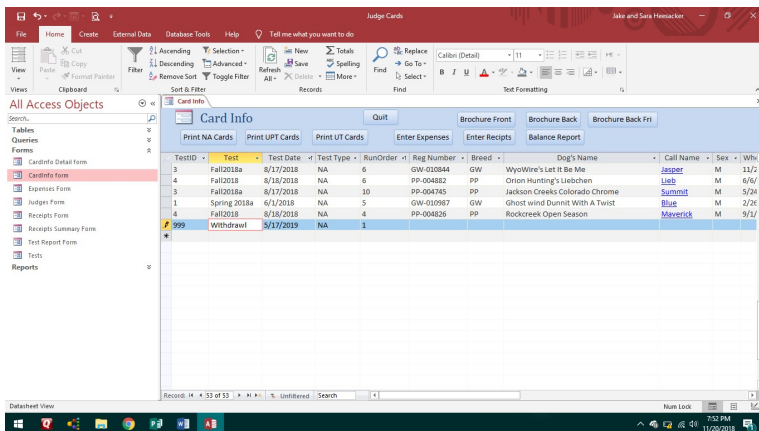 Judge Cards
Jake and Sara Heesacker
File Home Create External Data Database Tools Help Tell me what you want to do
View
Views
Paste
Cut
Copy
Format Painter
Clipboard
Filter
Ascending
Descending
Remove Sort
Selection
Advanced
Toggle Filter
Sort & Filter
Refresh All
New
Save
Delete
Totals
Spelling
More
Records
Find
Replace
Go To
Select
Find
Calibri (Detail) 11
B I U A
Text Formatting
All Access Objects
Search...
Tables
Queries
Forms
CardInfo Detail Form
CardInfo form
Expenses Form
Judges Form
Receipts Form
Receipts Summary Form
Test Report Form
Tests
Reports
Card Info
Card Info
Quit Brochure Front Brochure Back Brochure Back Fri
Print NA Cards Print UPT Cards Print UT Cards Enter Expenses Enter Recipts Balance Report
TestID Test Test Date Test Type RunOrder Reg Number Breed Dog's Name Call Name Sex Whe
3 Fall2018a 8/17/2018 NA 6 GW-010844 GW WyoWire's Let It Be Me Jasper M 11/2
4 Fall2018 8/18/2018 NA 6 PP-004882 PP Orion Hunting's Liebchen Lieb M 6/6/
3 Fall2018a 8/17/2018 NA 10 PP-004745 PP Jackson Creeks Colorado Chrome Summit M 5/24
1 Spring 2018a 6/1/2018 NA 5 GW-010987 GW Ghost wind Dunnit With A Twist Blue M 2/26
4 Fall2018 8/18/2018 NA 4 PP-004826 PP Rockcreek Open Season Maverick M 9/1/
999 Withdrawl 5/17/2019 NA 1
Record: 53 of 53 Unfiltered Search
Datasheet View
Num Lock
7:52 PM
11/20/2018